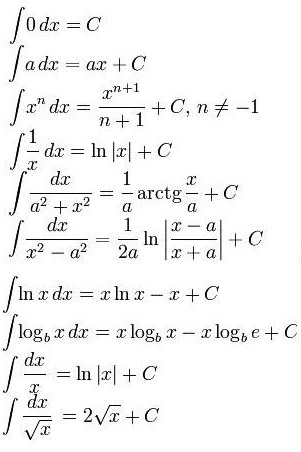 ∫ 0 dx = C
∫ a dx = ax + C
∫ xⁿ dx = xⁿ⁺¹/(n + 1) + C, n ≠ −1
∫ 1/x dx = ln |x| + C
∫ dx/(a² + x²) = 1/a arctg x/a + C
∫ dx/(x² − a²) = 1/2a ln |(x − a)/(x + a)| + C
∫ ln x dx = x ln x − x + C
∫ log_b x dx = x log_b x − x log_b e + C
∫ dx/x = ln |x| + C
∫ dx/√x = 2√x + C